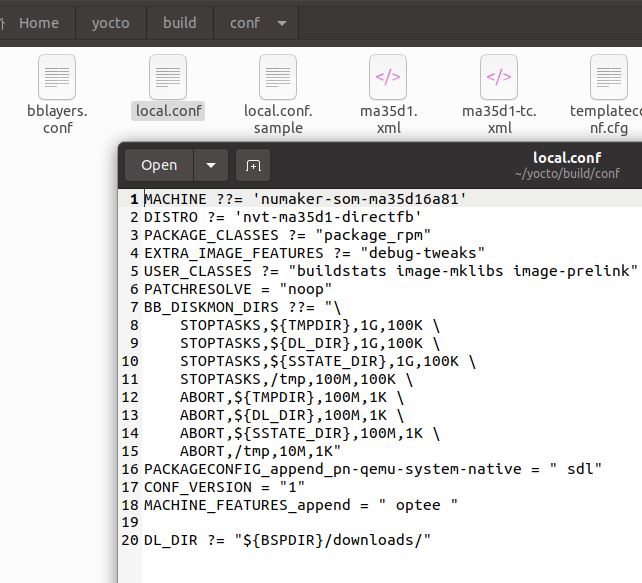 Home yocto build conf
bblayers.conf local.conf local.conf.sample ma35d1.xml ma35d1-tc.xml templateconf.cfg
Open local.conf
~/yocto/build/conf
1 MACHINE ??= 'numaker-som-ma35d16a81'
2 DISTRO ?= 'nvt-ma35d1-directfb'
3 PACKAGE_CLASSES ?= "package_rpm"
4 EXTRA_IMAGE_FEATURES ?= "debug-tweaks"
5 USER_CLASSES ?= "buildstats image-mklibs image-prelink"
6 PATCHRESOLVE = "noop"
7 BB_DISKMON_DIRS ??= "\
8     STOPTASKS,${TMPDIR},1G,100K \
9     STOPTASKS,${DL_DIR},1G,100K \
10     STOPTASKS,${SSTATE_DIR},1G,100K \
11     STOPTASKS,/tmp,100M,100K \
12     ABORT,${TMPDIR},100M,1K \
13     ABORT,${DL_DIR},100M,1K \
14     ABORT,${SSTATE_DIR},100M,1K \
15     ABORT,/tmp,10M,1K"
16 PACKAGECONFIG_append_pn-qemu-system-native = " sdl"
17 CONF_VERSION = "1"
18 MACHINE_FEATURES_append = " optee "
19
20 DL_DIR ?= "${BSPDIR}/downloads/"